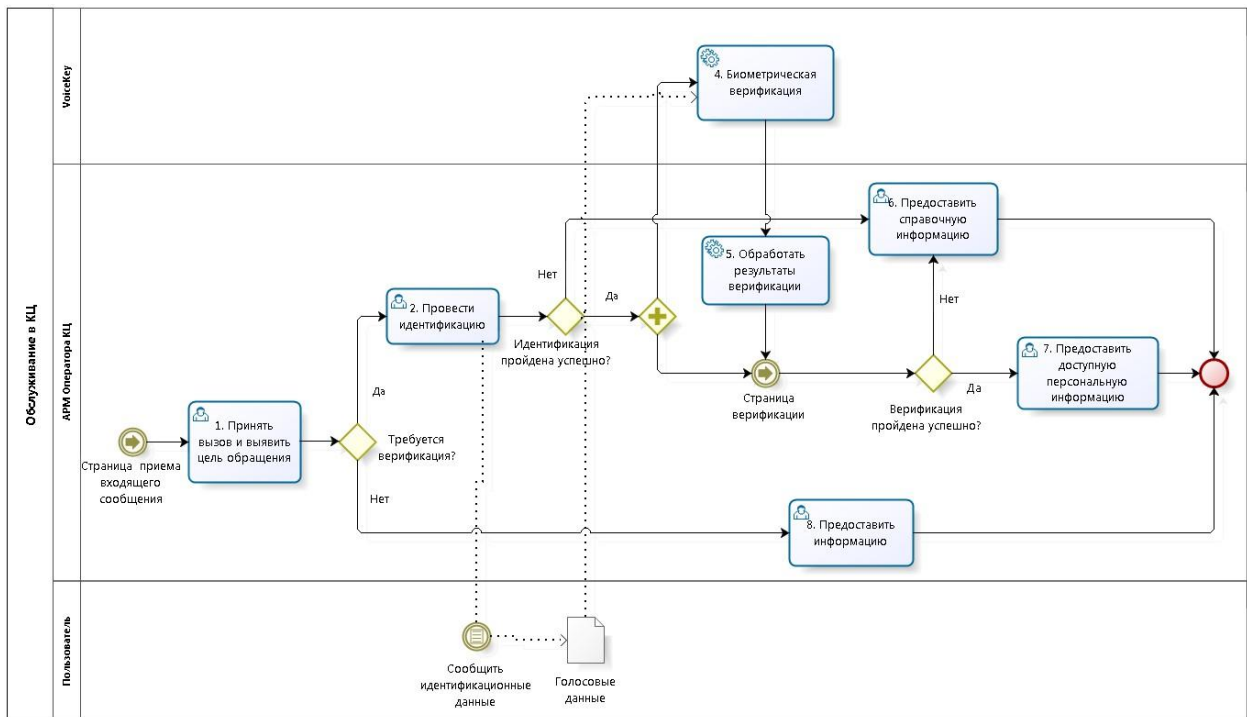 Обслуживание в КЦ
VoiceKey
АРМ Оператора КЦ
Пользователь
4. Биометрическая
верификация
6. Предоставить
справочную
информацию
5. Обработать
результаты
верификации
Нет
Да
2. Провести
идентификацию
Идентификация
пройдена успешно?
Нет
7. Предоставить
доступную
персональную
информацию
Да
Страница
верификации
Верификация
пройдена успешно?
Да
1. Принять
вызов и выявить
цель обращения
Требуется
верификация?
Страница приема
входящего
сообщения
Нет
8. Предоставить
информацию
Сообщить
идентификационные
данные
Голосовые
данные